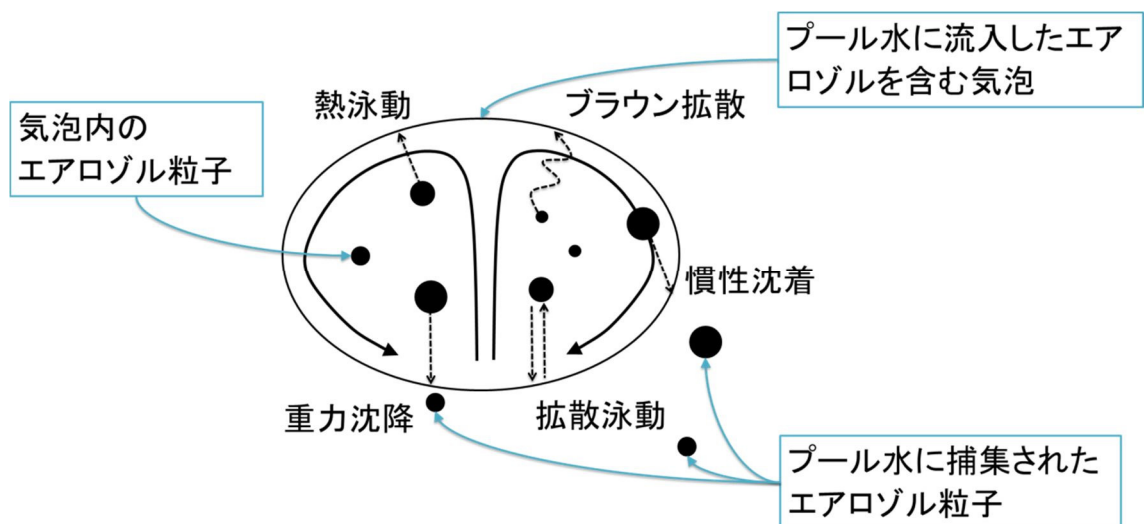 プール水に流入したエア
ロゾルを含む気泡
熱泳動
ブラウン拡散
気泡内の
エアロゾル粒子
慣性沈着
重力沈降
拡散泳動
プール水に捕集された
エアロゾル粒子